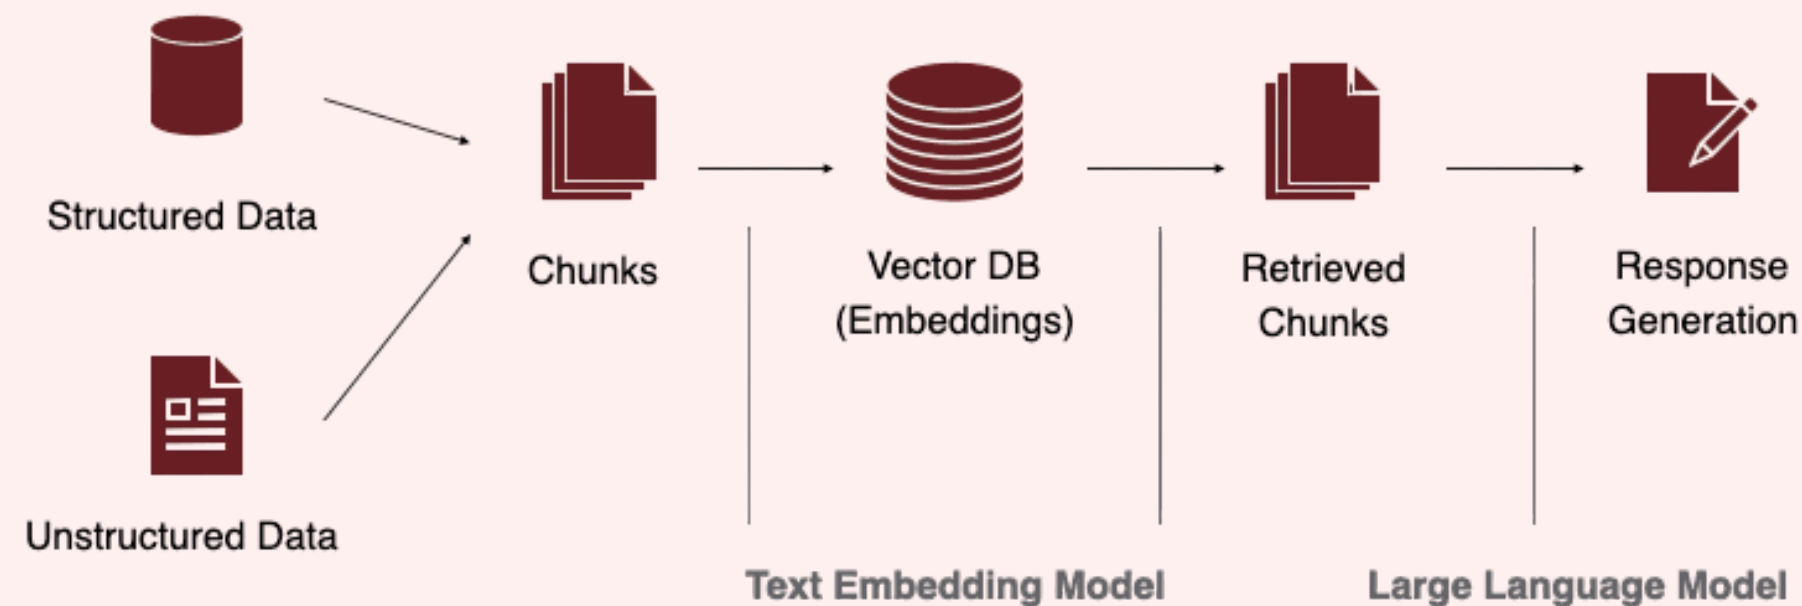 Structured Data
Unstructured Data
Chunks
Vector DB
(Embeddings)
Retrieved
Chunks
Response
Generation
Text Embedding Model
Large Language Model